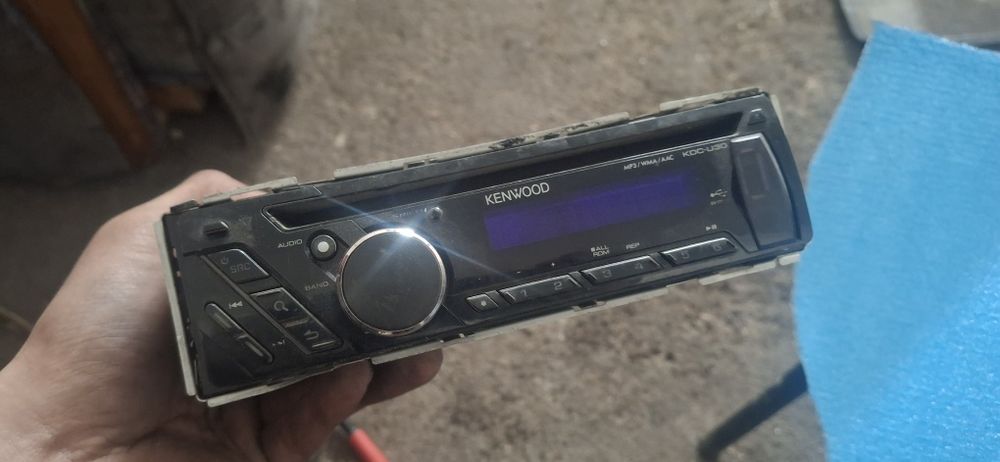 MP3/WMA/AAC KDC-U30
KENWOOD
AUDIO
SRC
BAND
ALL
RDM
REP
1 2 3 4 5 6